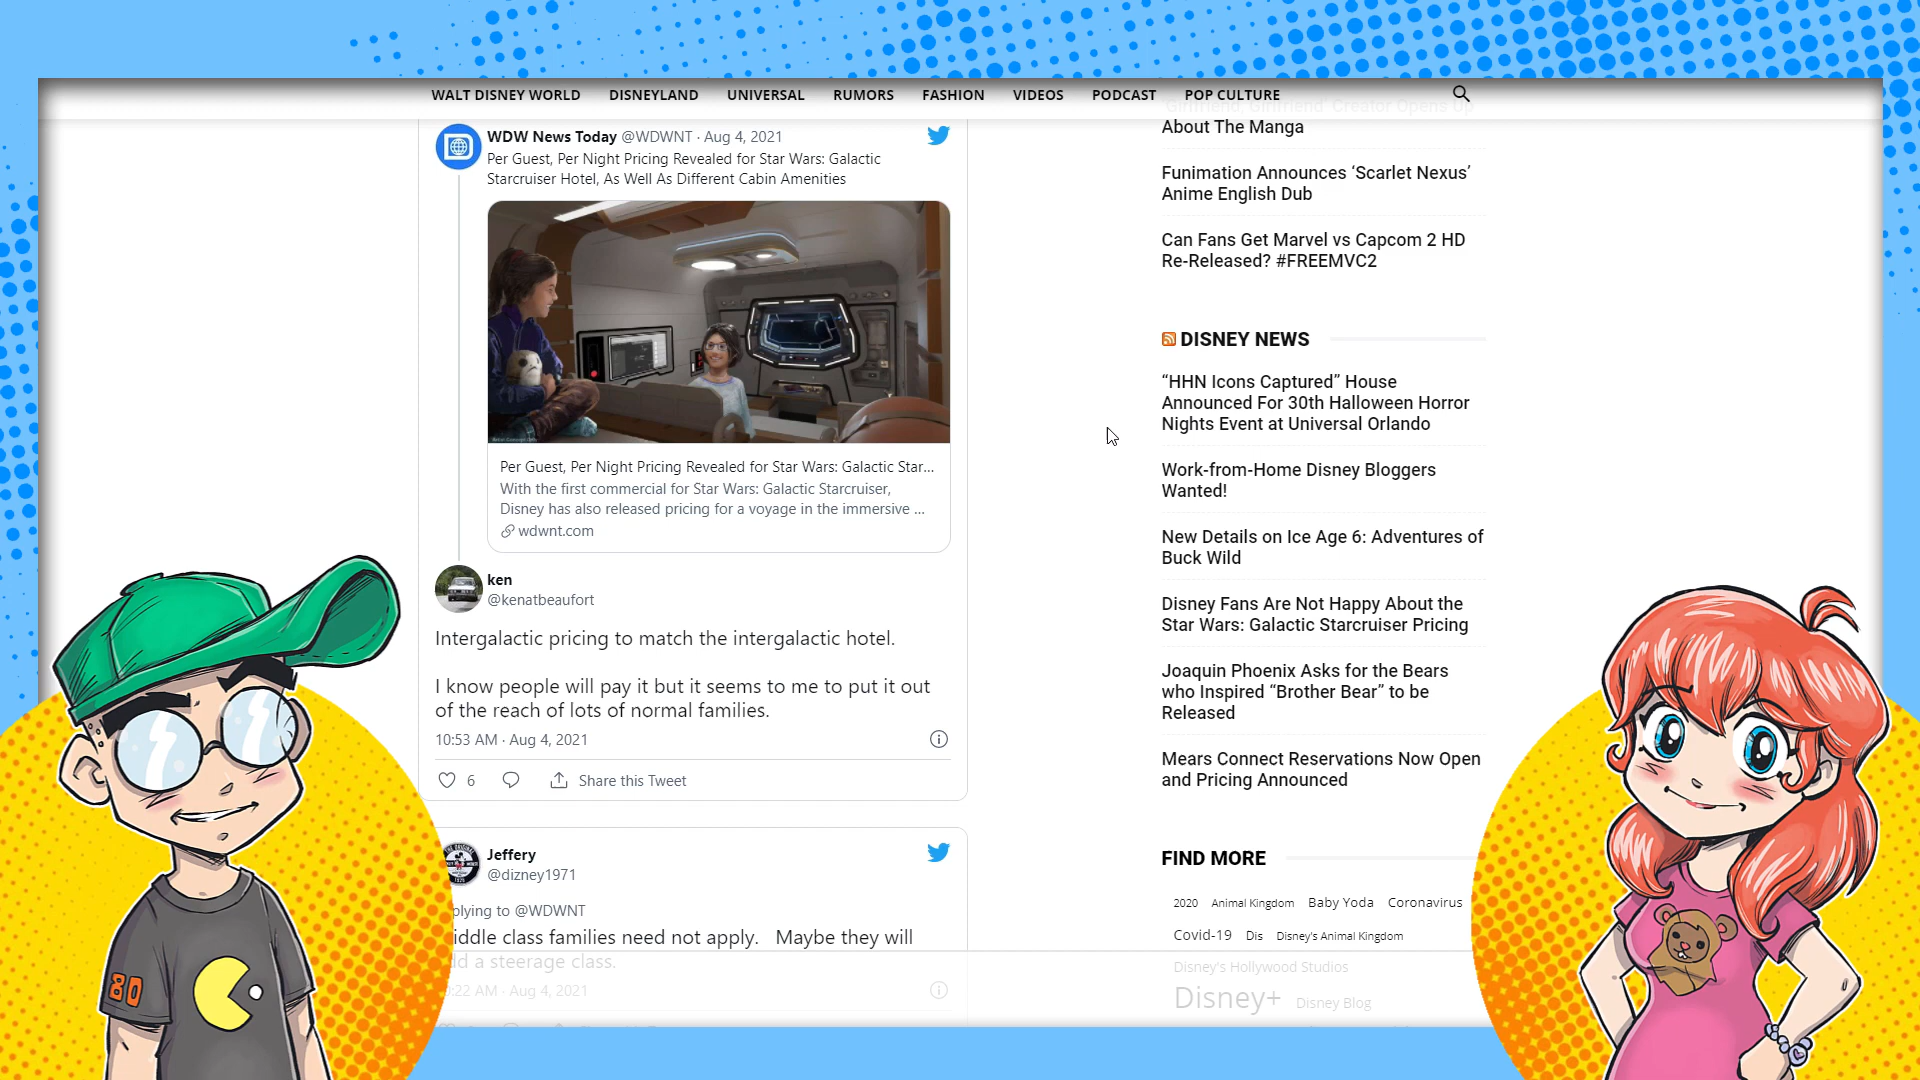 WALT DISNEY WORLD DISNEYLAND UNIVERSAL RUMORS FASHION VIDEOS PODCAST POP CULTURE
WDW News Today @WDWNT · Aug 4, 2021
Per Guest, Per Night Pricing Revealed for Star Wars: Galactic
Starcruiser Hotel, As Well As Different Cabin Amenities
Per Guest, Per Night Pricing Revealed for Star Wars: Galactic Star...
With the first commercial for Star Wars: Galactic Starcruiser,
Disney has also released pricing for a voyage in the immersive ...
wdwnt.com
ken
@kenatbeaufort
Intergalactic pricing to match the intergalactic hotel.
I know people will pay it but it seems to me to put it out
of the reach of lots of normal families.
10:53 AM · Aug 4, 2021
6 Share this Tweet
Jeffery
@dizney1971
plying to @WDWNT
iddle class families need not apply. Maybe they will
dd a steerage class.
:22 AM · Aug 4, 2021
Girlfriend, Girlfriend' Creator Opens Up
About The Manga
Funimation Announces ‘Scarlet Nexus’
Anime English Dub
Can Fans Get Marvel vs Capcom 2 HD
Re-Released? #FREEMVC2
DISNEY NEWS
“HHN Icons Captured” House
Announced For 30th Halloween Horror
Nights Event at Universal Orlando
Work-from-Home Disney Bloggers
Wanted!
New Details on Ice Age 6: Adventures of
Buck Wild
Disney Fans Are Not Happy About the
Star Wars: Galactic Starcruiser Pricing
Joaquin Phoenix Asks for the Bears
who Inspired “Brother Bear” to be
Released
Mears Connect Reservations Now Open
and Pricing Announced
FIND MORE
2020 Animal Kingdom Baby Yoda Coronavirus
Covid-19 Dis Disney's Animal Kingdom
Disney's Hollywood Studios
Disney+ Disney Blog
80